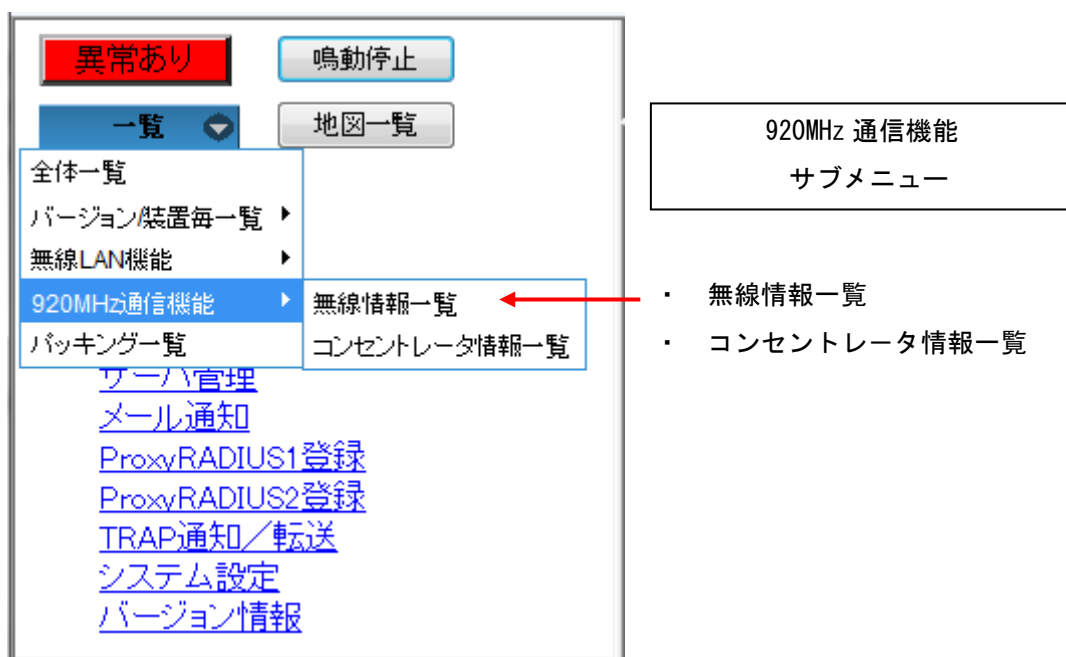 異常あり
鳴動停止
一覧
地図一覧
全体一覧
バージョン/装置毎一覧
無線LAN機能
920MHz通信機能
パッキング一覧
無線情報一覧
コンセントレータ情報一覧
サーバ管理
メール通知
ProxyRADIUS1登録
ProxyRADIUS2登録
TRAP通知／転送
システム設定
バージョン情報
920MHz 通信機能
サブメニュー
・ 無線情報一覧
・ コンセントレータ情報一覧